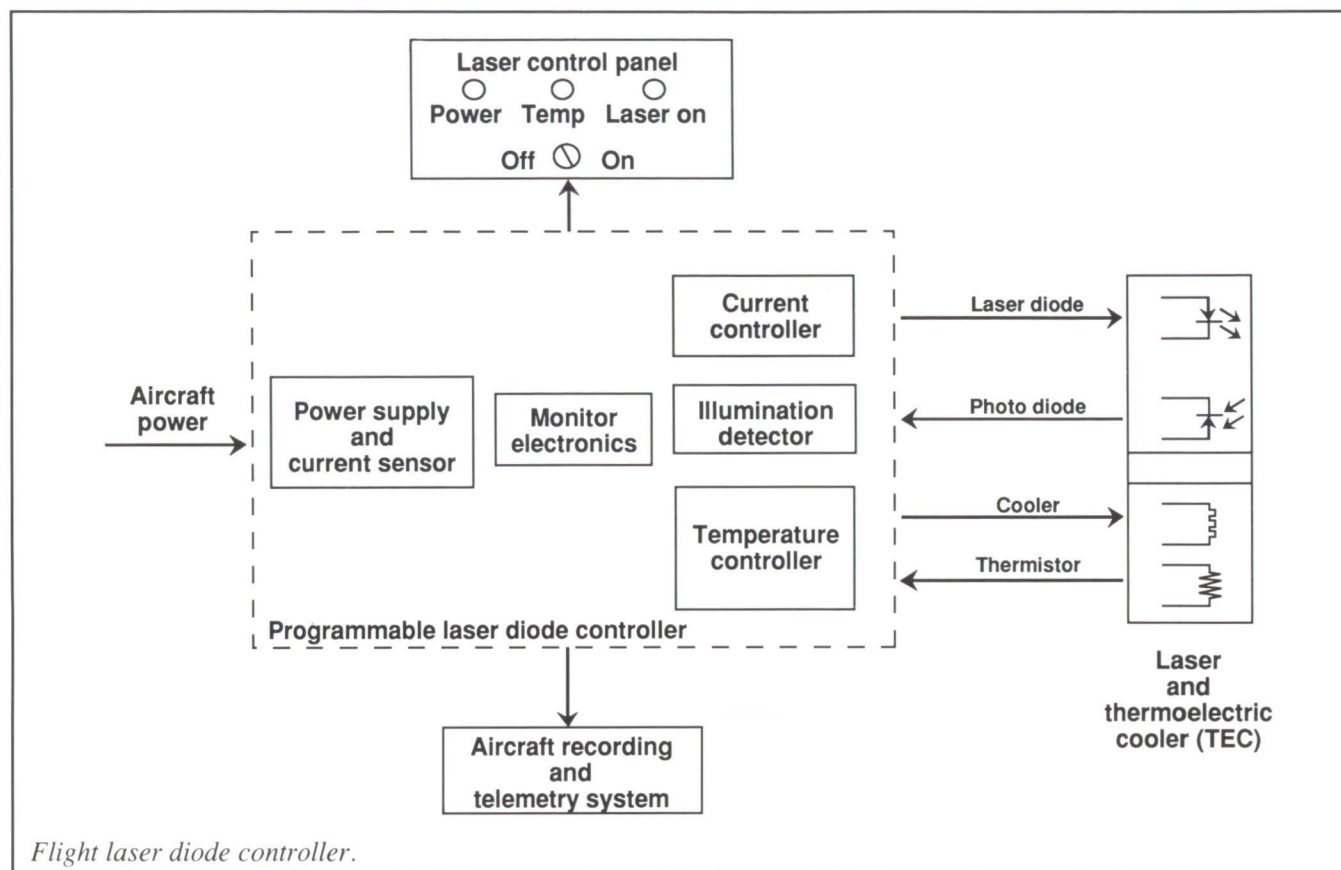 Laser control panel
Power Temp Laser on
Off On
Aircraft
power
Power supply
and
current sensor
Monitor
electronics
Current
controller
Illumination
detector
Temperature
controller
Programmable laser diode controller
Laser diode
Photo diode
Cooler
Thermistor
Laser
and
thermoelectric
cooler (TEC)
Aircraft recording
and
telemetry system
Flight laser diode controller.